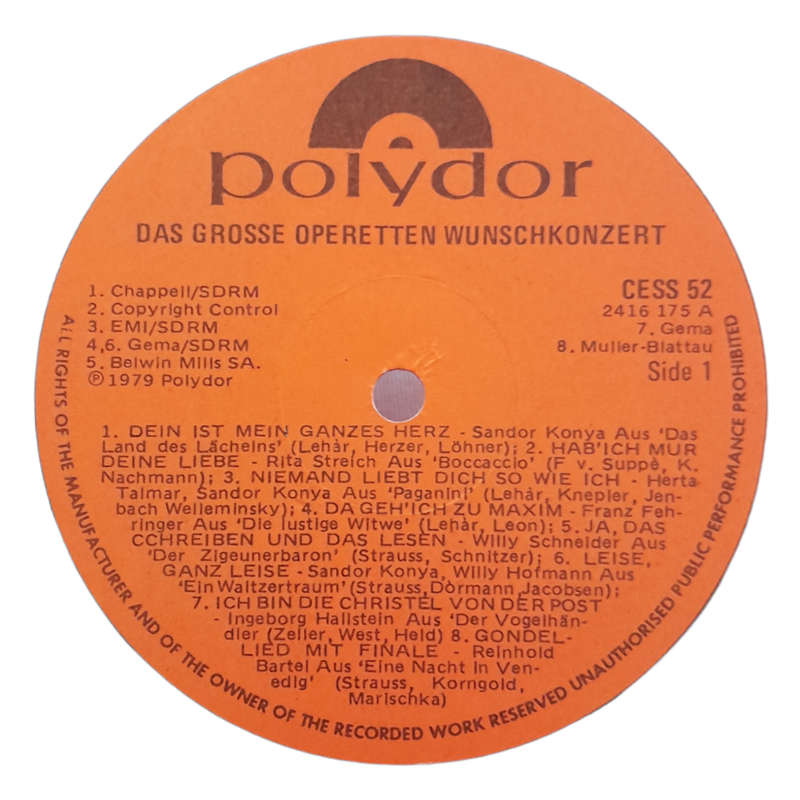 polydor
DAS GROSSE OPERETTEN WUNSCHKONZERT
1. Chappell/SDRM
2. Copyright Control
3. EMI/SDRM
4,6. Gema/SDRM
5. Belwin Mills SA.
℗ 1979 Polydor
CESS 52
2416 175 A
7. Gema
8. Muller-Blattau
Side 1
1. DEIN IST MEIN GANZES HERZ - Sandor Konya Aus 'Das
Land des Lächelns' (Lehàr, Herzer, Löhner); 2. HAB'ICH MUR
DEINE LIEBE - Rita Streich Aus 'Boccaccio' (F v. Suppè, K.
Nachmann); 3. NIEMAND LIEBT DICH SO WIE ICH - Herta
Talmar, Sandor Konya Aus 'Paganini' (Lehár, Knepler, Jen-
bach Welleminsky); 4. DA GEH'ICH ZU MAXIM - Franz Feh-
ringer Aus 'Die lustige Witwe' (Lehàr, Leon); 5. JA, DAS
CCHREIBEN UND DAS LESEN - Willy Schneider Aus
'Der Zigeunerbaron' (Strauss, Schnitzer); 6. LEISE,
GANZ LEISE - Sandor Konya, Willy Hofmann Aus
'Ein Waltzertraum' (Strauss, Dörmann Jacobsen);
7. ICH BIN DIE CHRISTEL VON DER POST
- Ingeborg Hallstein Aus 'Der Vogelhän-
dler (Zeller, West, Held) 8. GONDEL-
LIED MIT FINALE - Reinhold
Bartel Aus 'Eine Nacht In Ven-
edig' (Strauss, Korngold,
Marischka)
ALL RIGHTS OF THE MANUFACTURER AND OF THE OWNER OF THE RECORDED WORK RESERVED UNAUTHORISED PUBLIC PERFORMANCE PROHIBITED